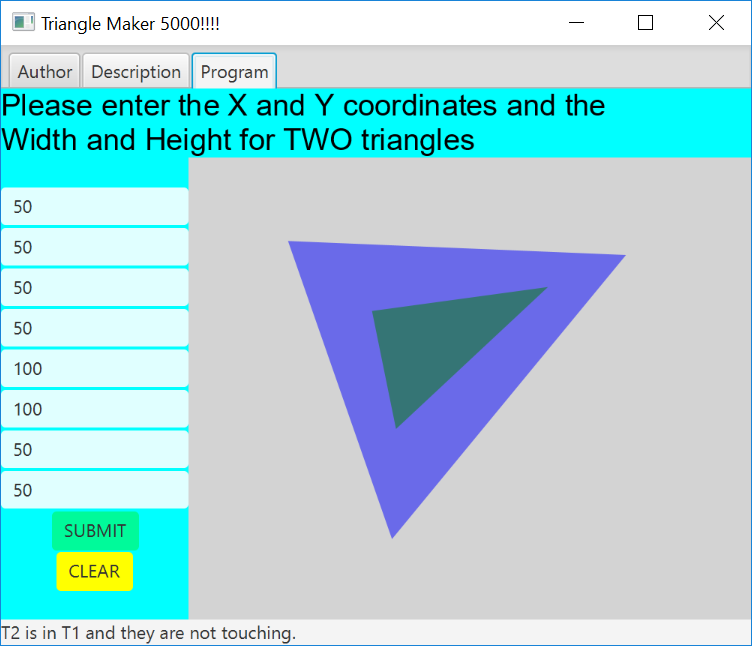 Triangle Maker 5000!!!!
Author Description Program
Please enter the X and Y coordinates and the
Width and Height for TWO triangles
50
50
50
50
100
100
50
50
SUBMIT
CLEAR
T2 is in T1 and they are not touching.